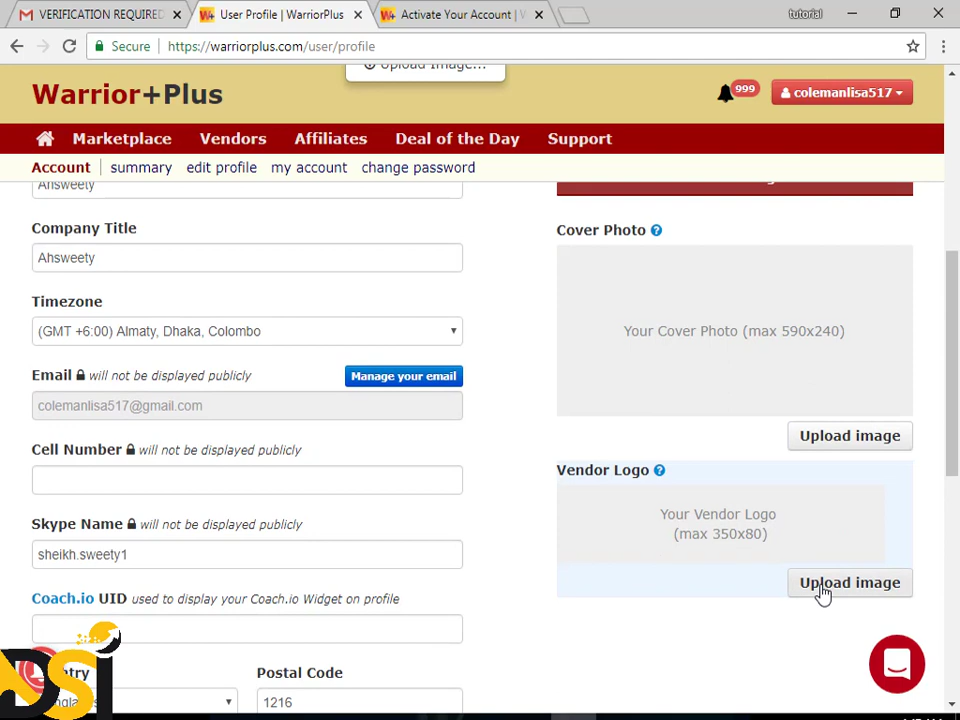 VERIFICATION REQUIRED
User Profile | WarriorPlus
Activate Your Account | W
tutorial
Secure
https://warriorplus.com/user/profile
Upload Image...
Warrior+Plus
999
colemanlisa517
Marketplace
Vendors
Affiliates
Deal of the Day
Support
Account
summary
edit profile
my account
change password
Ahsweety
Company Title
Ahsweety
Timezone
(GMT +6:00) Almaty, Dhaka, Colombo
Email will not be displayed publicly
Manage your email
colemanlisa517@gmail.com
Cell Number will not be displayed publicly
Skype Name will not be displayed publicly
sheikh.sweety1
Coach.io UID used to display your Coach.io Widget on profile
Postal Code
1216
Cover Photo
Your Cover Photo (max 590x240)
Upload image
Vendor Logo
Your Vendor Logo
(max 350x80)
Upload image
DSi